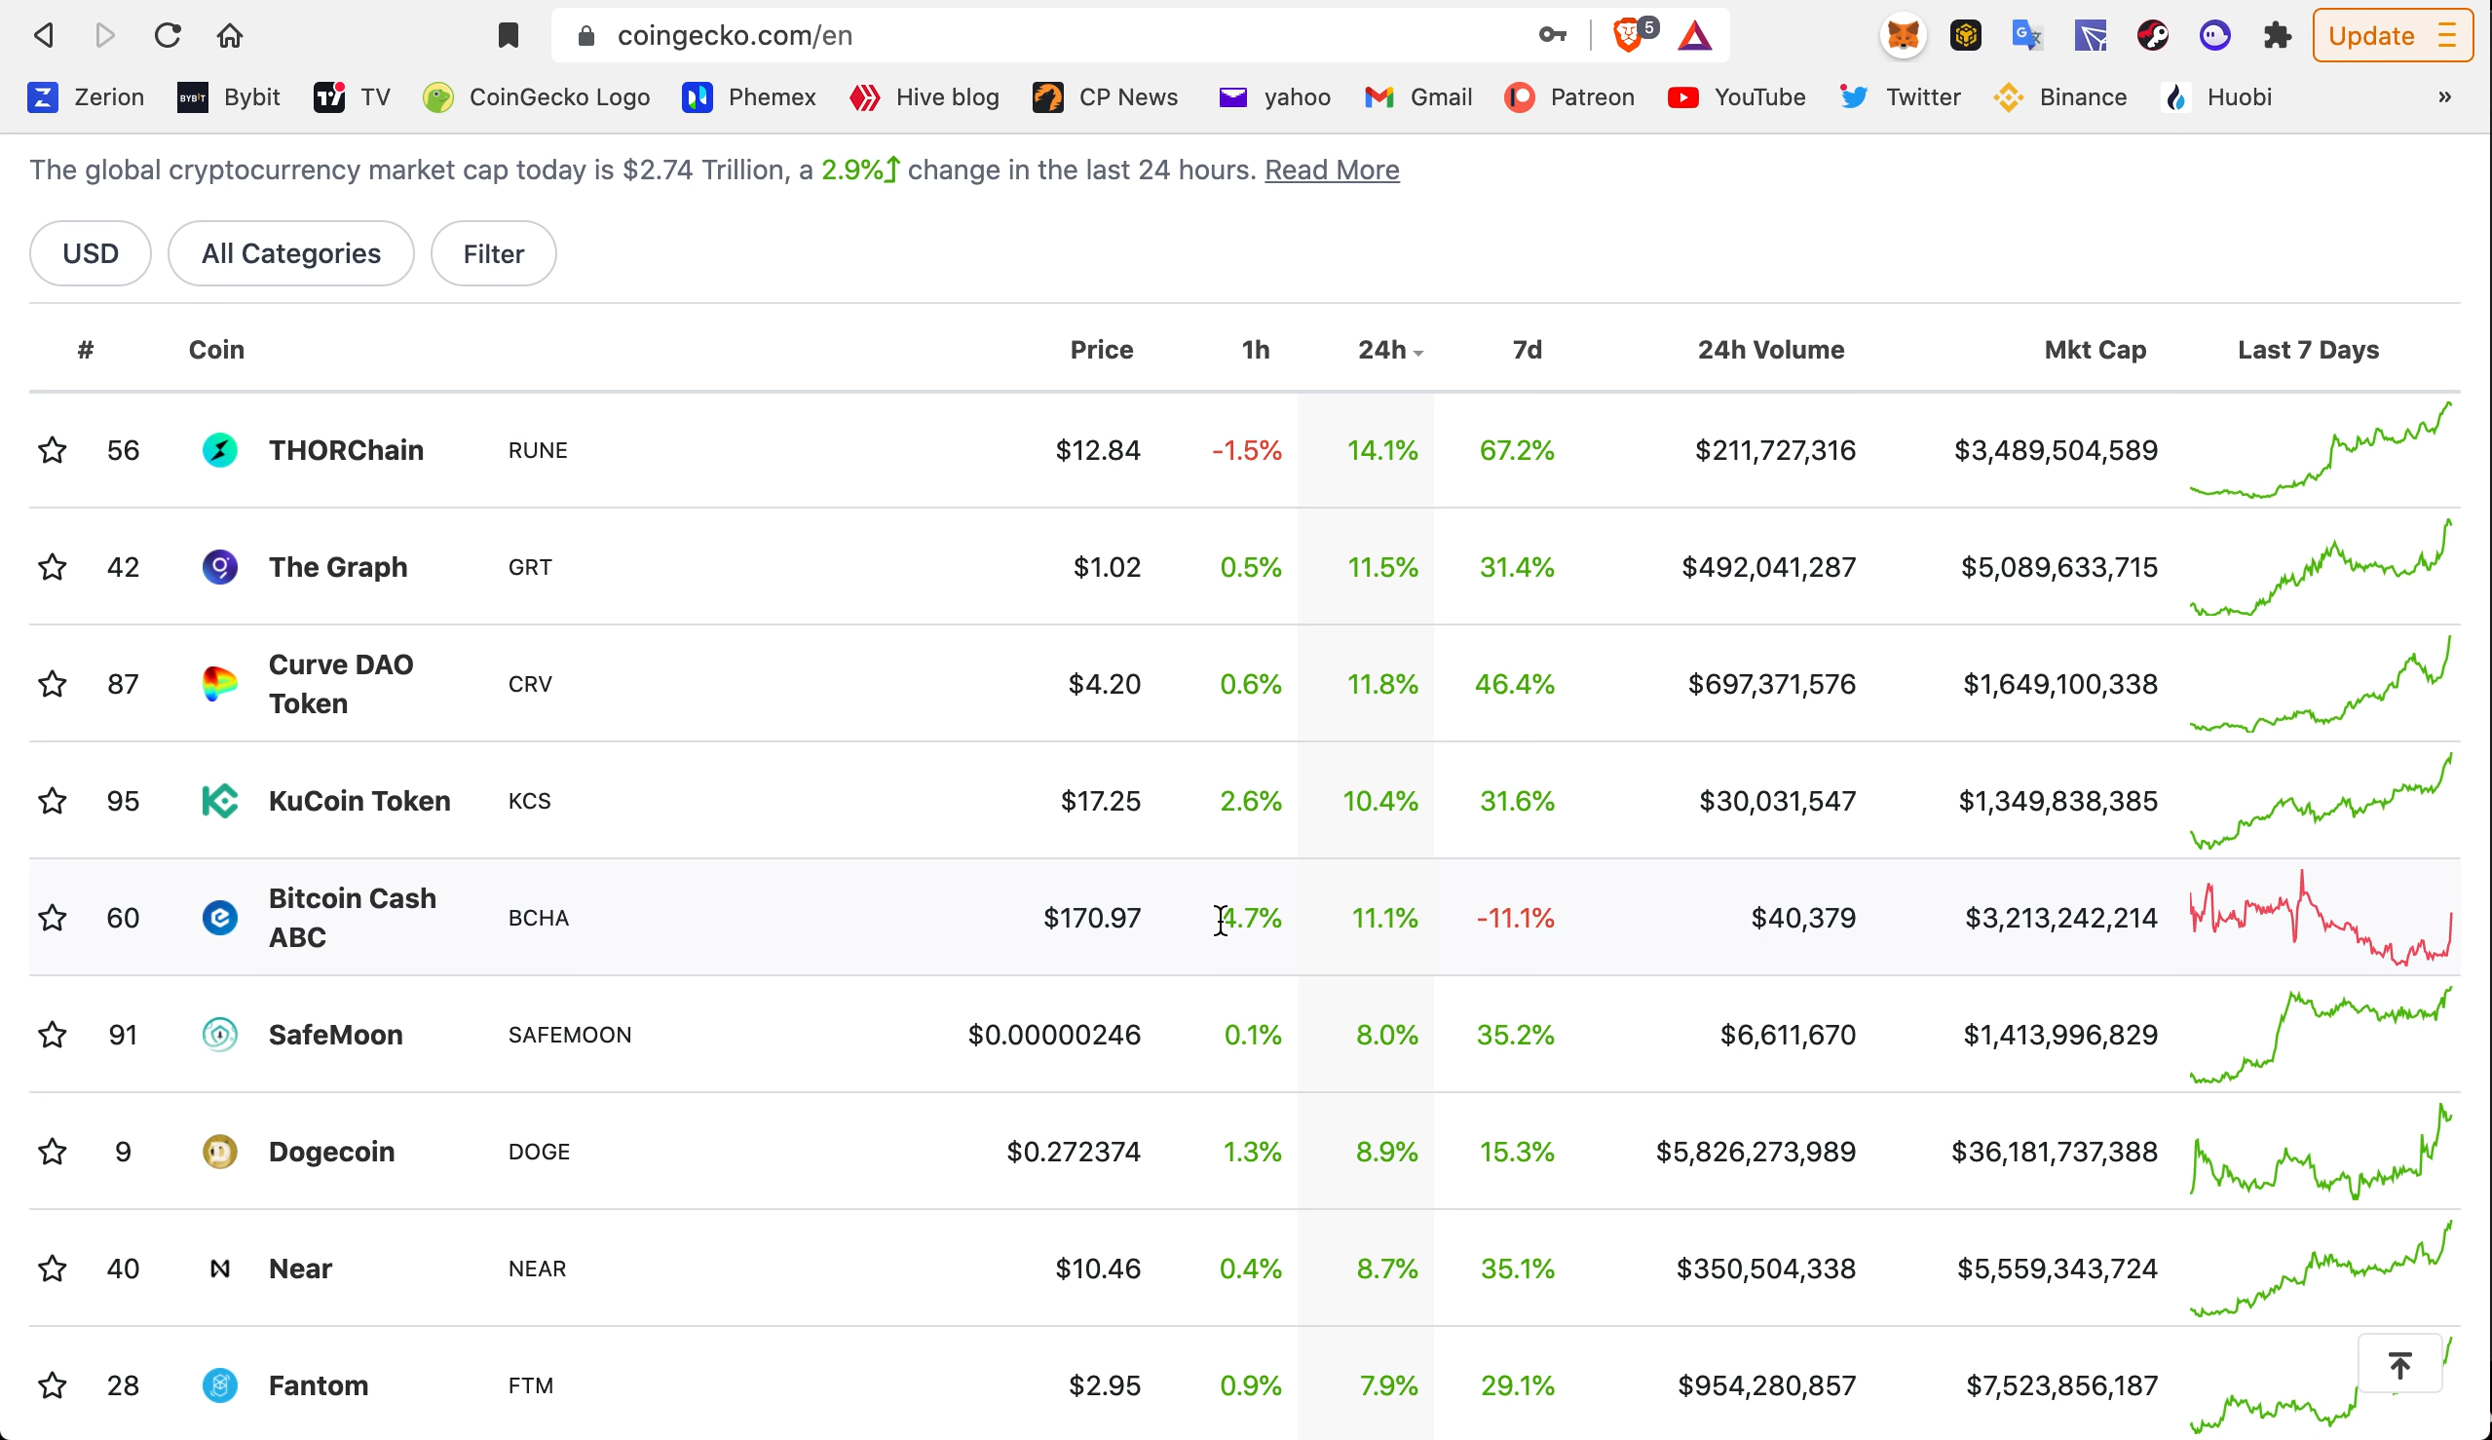 coingecko.com/en
5
Update
Zerion
BYBIT
Bybit
TV
CoinGecko Logo
Phemex
Hive blog
CP News
yahoo
Gmail
Patreon
YouTube
Twitter
Binance
Huobi
»
The global cryptocurrency market cap today is $2.74 Trillion, a 2.9% change in the last 24 hours. Read More
USD All Categories Filter
# Coin Price 1h 24h 7d 24h Volume Mkt Cap Last 7 Days
56 THORChain RUNE $12.84 -1.5% 14.1% 67.2% $211,727,316 $3,489,504,589
42 The Graph GRT $1.02 0.5% 11.5% 31.4% $492,041,287 $5,089,633,715
87 Curve DAO
Token CRV $4.20 0.6% 11.8% 46.4% $697,371,576 $1,649,100,338
95 KuCoin Token KCS $17.25 2.6% 10.4% 31.6% $30,031,547 $1,349,838,385
60 Bitcoin Cash
ABC BCHA $170.97 4.7% 11.1% -11.1% $40,379 $3,213,242,214
91 SafeMoon SAFEMOON $0.00000246 0.1% 8.0% 35.2% $6,611,670 $1,413,996,829
9 Dogecoin DOGE $0.272374 1.3% 8.9% 15.3% $5,826,273,989 $36,181,737,388
40 Near NEAR $10.46 0.4% 8.7% 35.1% $350,504,338 $5,559,343,724
28 Fantom FTM $2.95 0.9% 7.9% 29.1% $954,280,857 $7,523,856,187